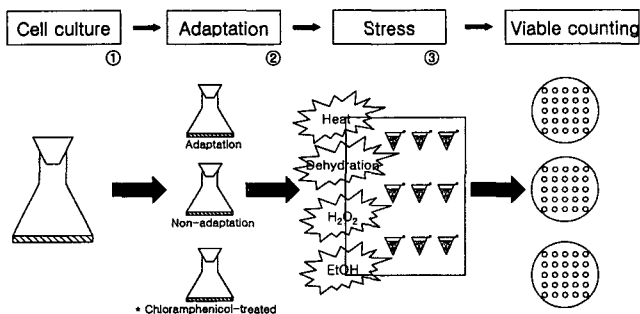 Cell culture
Adaptation
Stress
Viable counting
①
②
③
Adaptation
Non-adaptation
* Chloramphenicol-treated
Heat
Dehydration
H₂O₂
EtOH